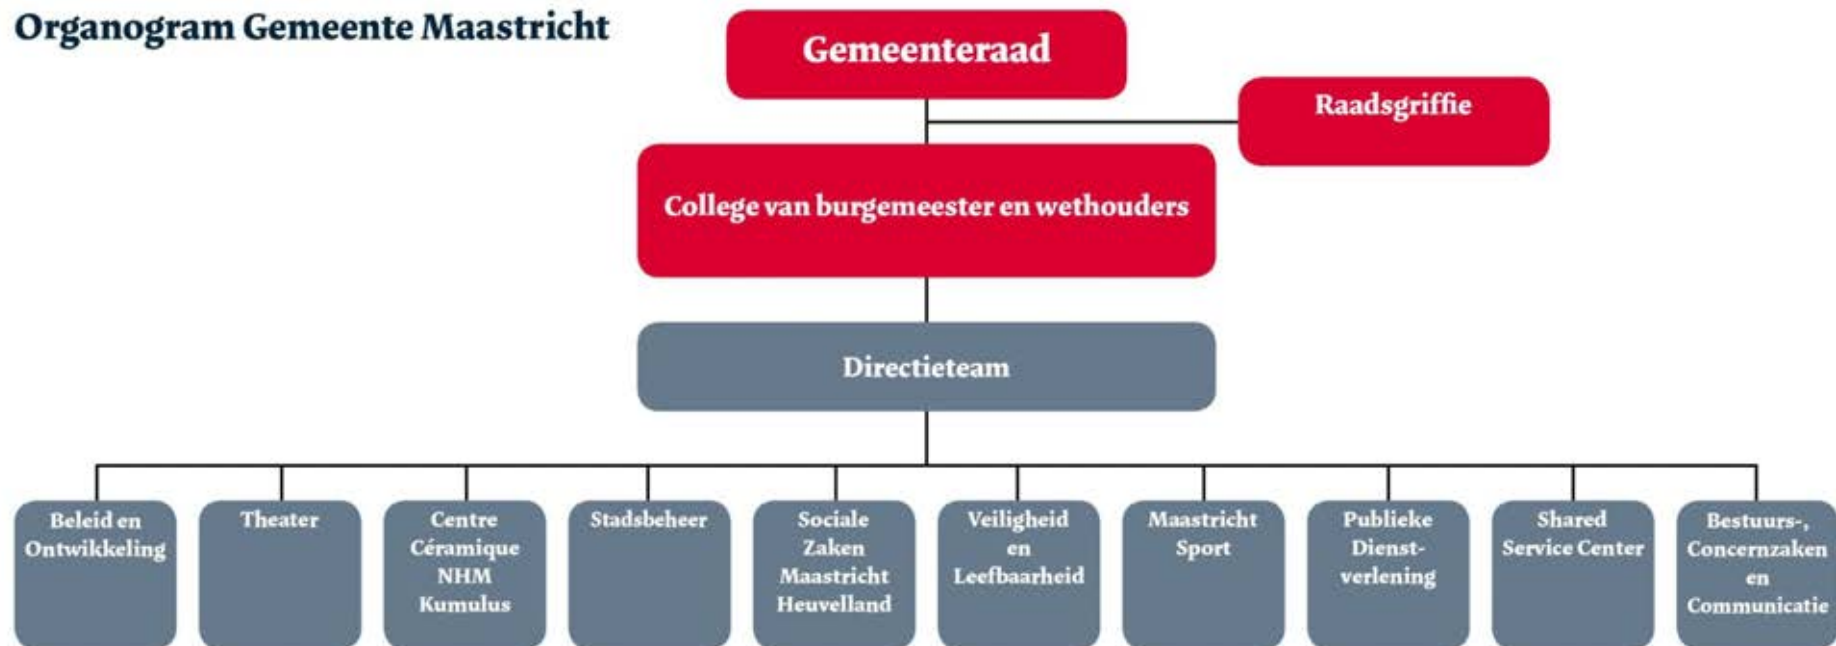 Organogram Gemeente Maastricht
Gemeenteraad
Raadsgriffie
College van burgemeester en wethouders
Directieteam
Beleid en
Ontwikkeling
Theater
Centre
Céramique
NHM
Kumulus
Stadsbeheer
Sociale
Zaken
Maastricht
Heuvelland
Veiligheid
en
Leefbaarheid
Maastricht
Sport
Publieke
Dienst-
verlening
Shared
Service Center
Bestuurs-,
Concernzaken
en
Communicatie